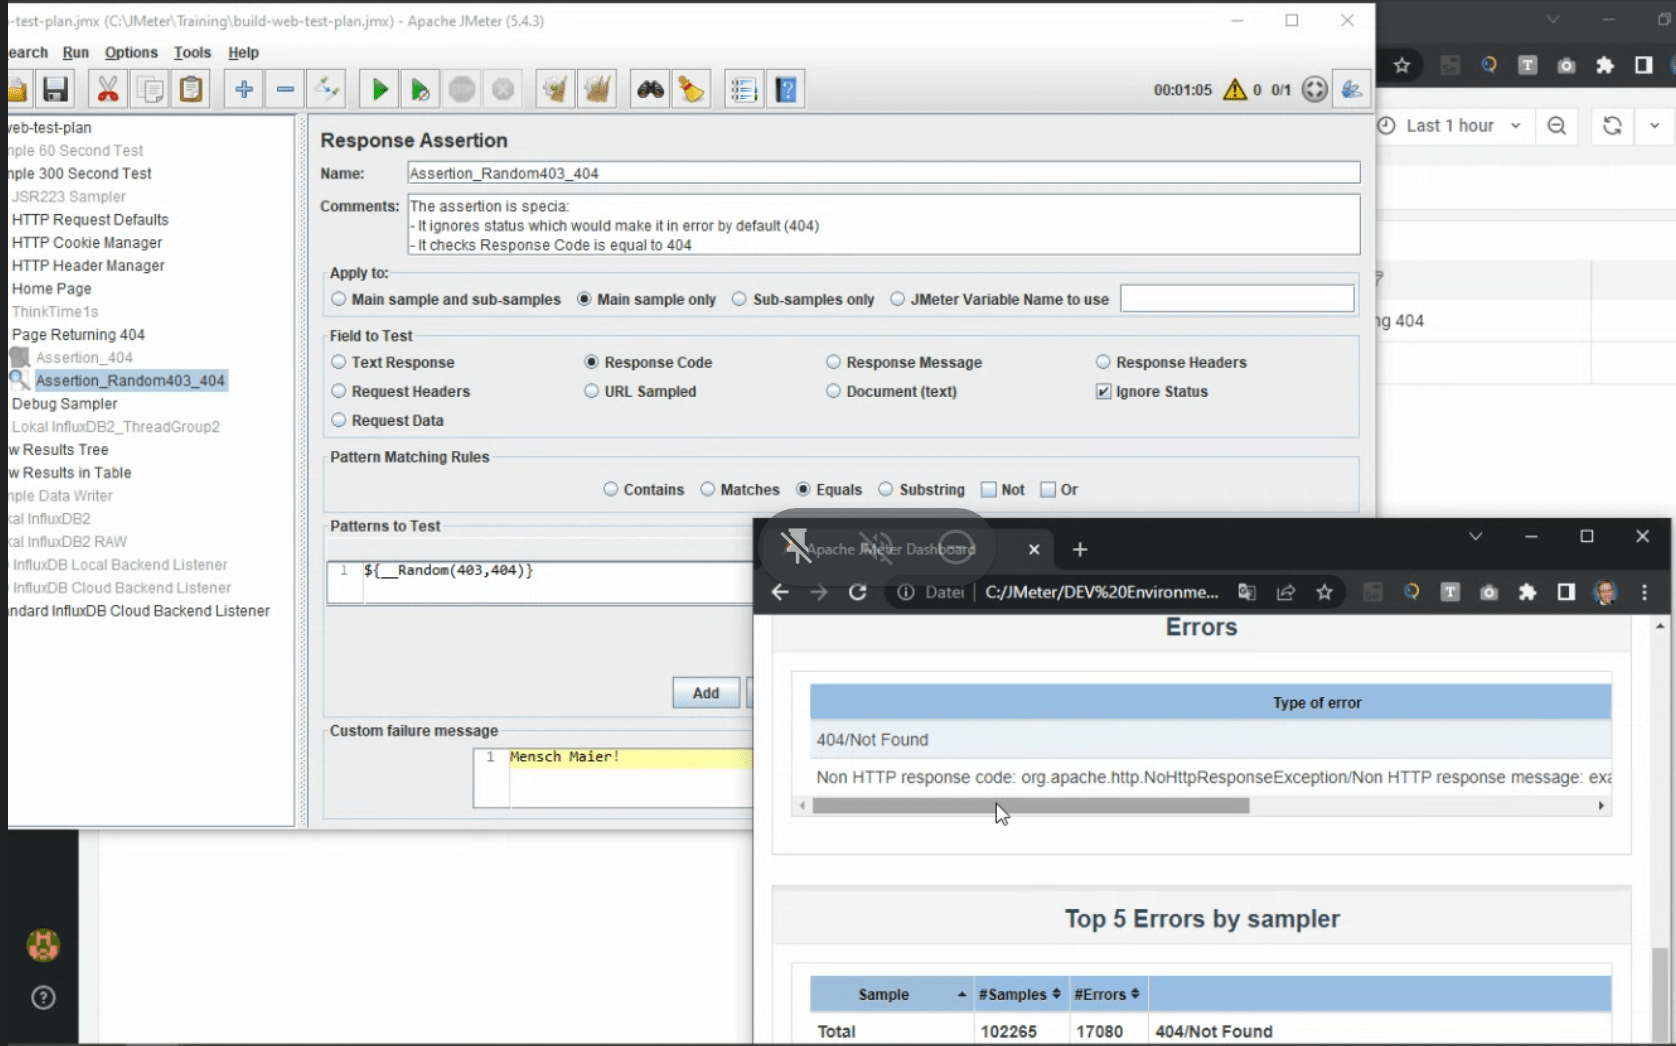 -test-plan.jmx (C:\JMeter\Training\build-web-test-plan.jmx) - Apache JMeter (5.4.3)
earch Run Options Tools Help
00:01:05 0 0/1
Last 1 hour
web-test-plan
mple 60 Second Test
mple 300 Second Test
JSR223 Sampler
HTTP Request Defaults
HTTP Cookie Manager
HTTP Header Manager
Home Page
ThinkTime1s
Page Returning 404
Assertion_404
Assertion_Random403_404
Debug Sampler
Lokal InfluxDB2_ThreadGroup2
w Results Tree
w Results in Table
mple Data Writer
kal InfluxDB2
kal InfluxDB2 RAW
InfluxDB Local Backend Listener
InfluxDB Cloud Backend Listener
andard InfluxDB Cloud Backend Listener
Response Assertion
Name: Assertion_Random403_404
Comments: The assertion is specia:
- It ignores status which would make it in error by default (404)
- It checks Response Code is equal to 404
Apply to:
Main sample and sub-samples Main sample only Sub-samples only JMeter Variable Name to use
Field to Test
Text Response Response Code Response Message Response Headers
Request Headers URL Sampled Document (text) Ignore Status
Request Data
Pattern Matching Rules
Contains Matches Equals Substring Not Or
Patterns to Test
1 ${__Random(403,404)}
Add
Custom failure message
1 Mensch Maier!
ng 404
Apache JMeter Dashboard
Datei C:/JMeter/DEV%20Environme...
Errors
Type of error
404/Not Found
Non HTTP response code: org.apache.http.NoHttpResponseException/Non HTTP response message: exa
Top 5 Errors by sampler
Sample #Samples #Errors
Total 102265 17080 404/Not Found